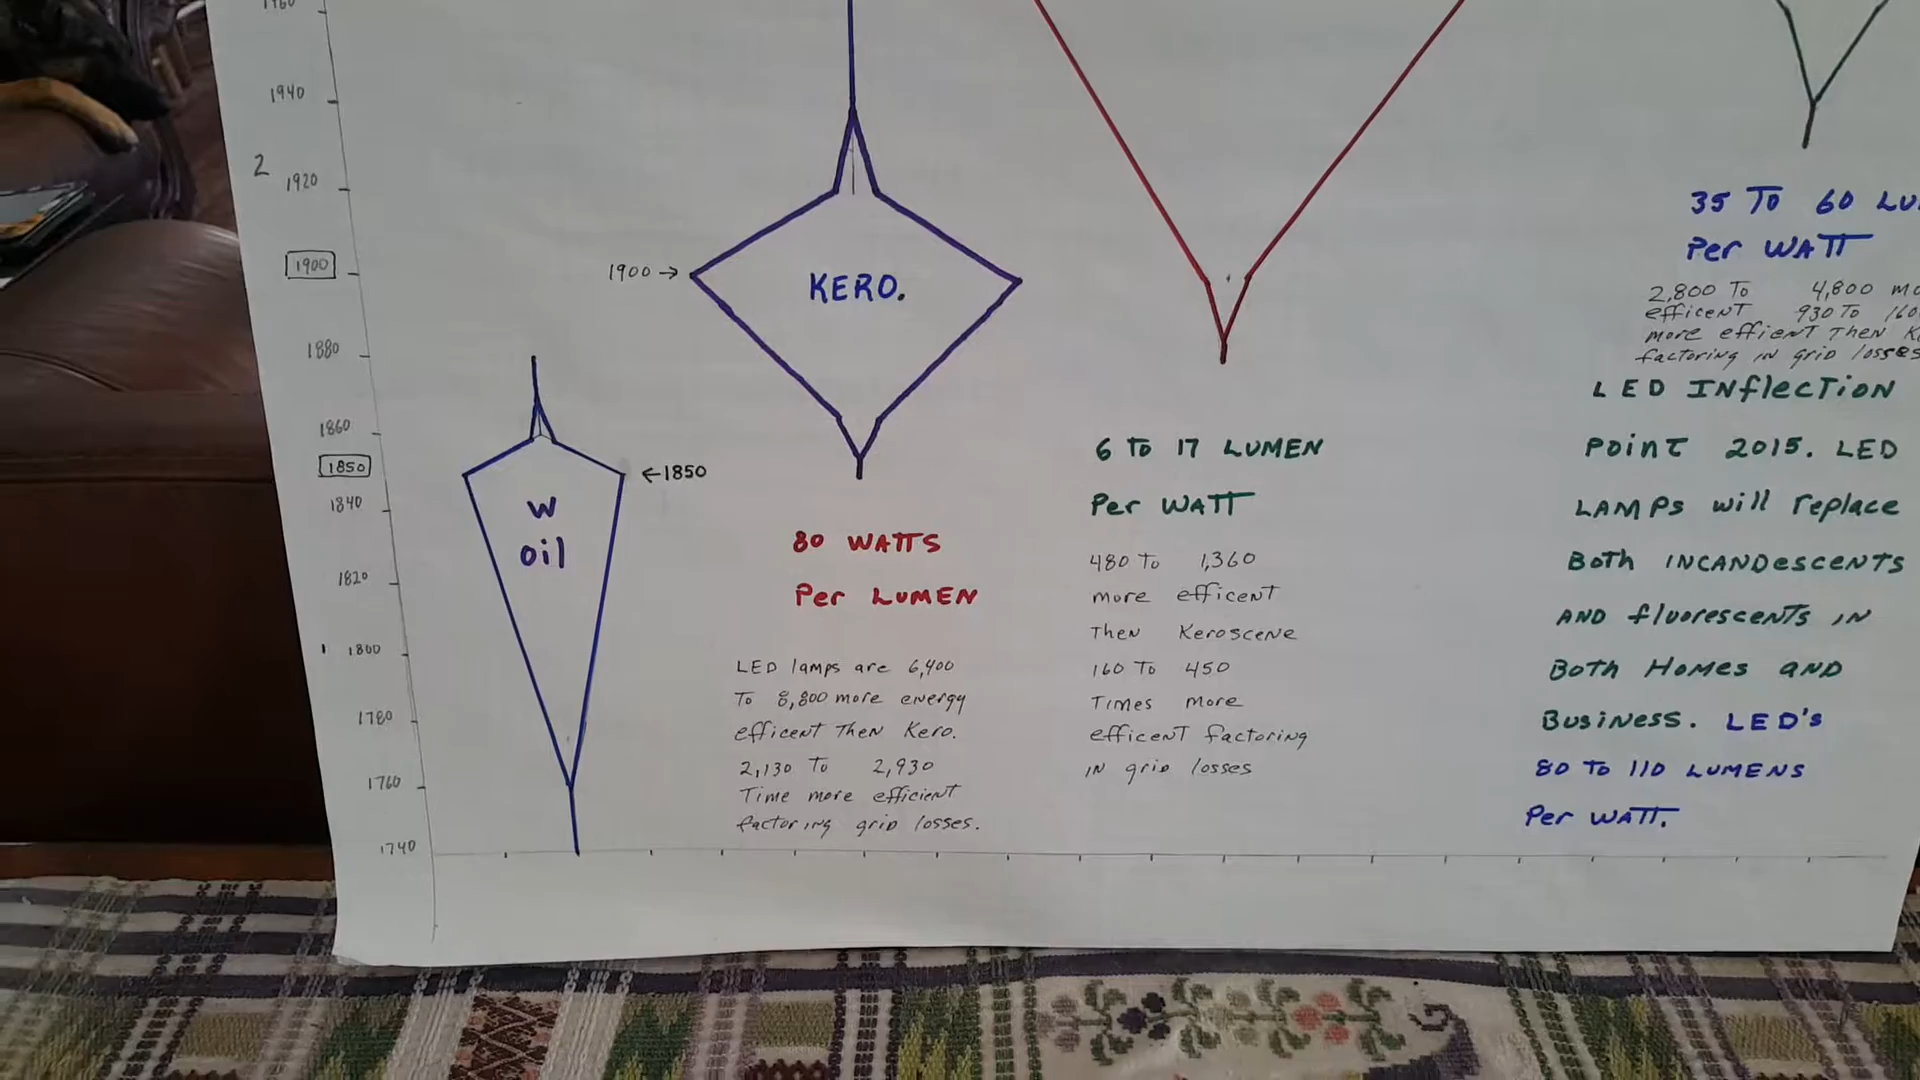 1940
2
1920
1900
1880
1860
1850
1840
1820
1 1800
1780
1760
1740
W
oil
←1850
1900→
KERO.
80 WATTS
Per LUMEN
LED lamps are 6,400
To 8,800 more energy
efficent Then Kero.
2,130 To 2,930
Time more efficient
factoring grid losses.
6 To 17 LUMEN
Per WATT
480 To 1,360
more efficent
Then Keroscene
160 To 450
Times more
efficent factoring
in grid losses
35 To 60
Per WATT
2,800 To 4,800
efficent 930 To
more effient Then
factoring in grid losses
LED Inflection
Point 2015. LED
LAMPs will replace
Both INCANDescents
AND fluorescents in
Both Homes AND
Business. LED's
80 To 110 LUMENS
Per WATT.